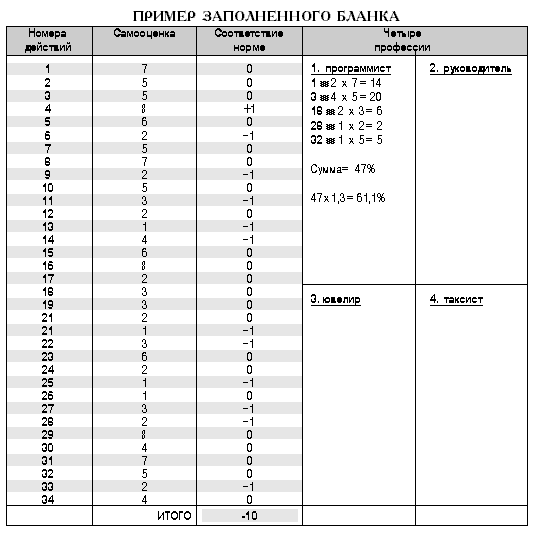 ПРИМЕР ЗАПОЛНЕННОГО БЛАНКА
Номера действий Самооценка Соответствие норме Четыре профессии
1 7 0
2 5 0
3 5 0
4 8 +1
5 6 0
6 2 −1
7 5 0
8 7 0
9 2 −1
10 5 0
11 3 −1
12 2 0
13 1 −1
14 4 −1
15 6 0
16 8 0
17 2 0
18 3 0
19 3 0
21 2 0
21 1 −1
22 3 −1
23 6 0
24 2 0
25 1 −1
26 1 0
27 3 −1
28 2 −1
29 8 0
30 4 0
31 7 0
32 5 0
33 2 −1
34 4 0
ИТОГО -10
1. программист
1 2 x 7 = 14
3 4 x 5 = 20
18 2 x 3 = 6
28 1 x 2 = 2
32 1 x 5 = 5
Сумма= 47%
47x1,3= 61,1%
2. руководитель
3. ювелир
4. таксист